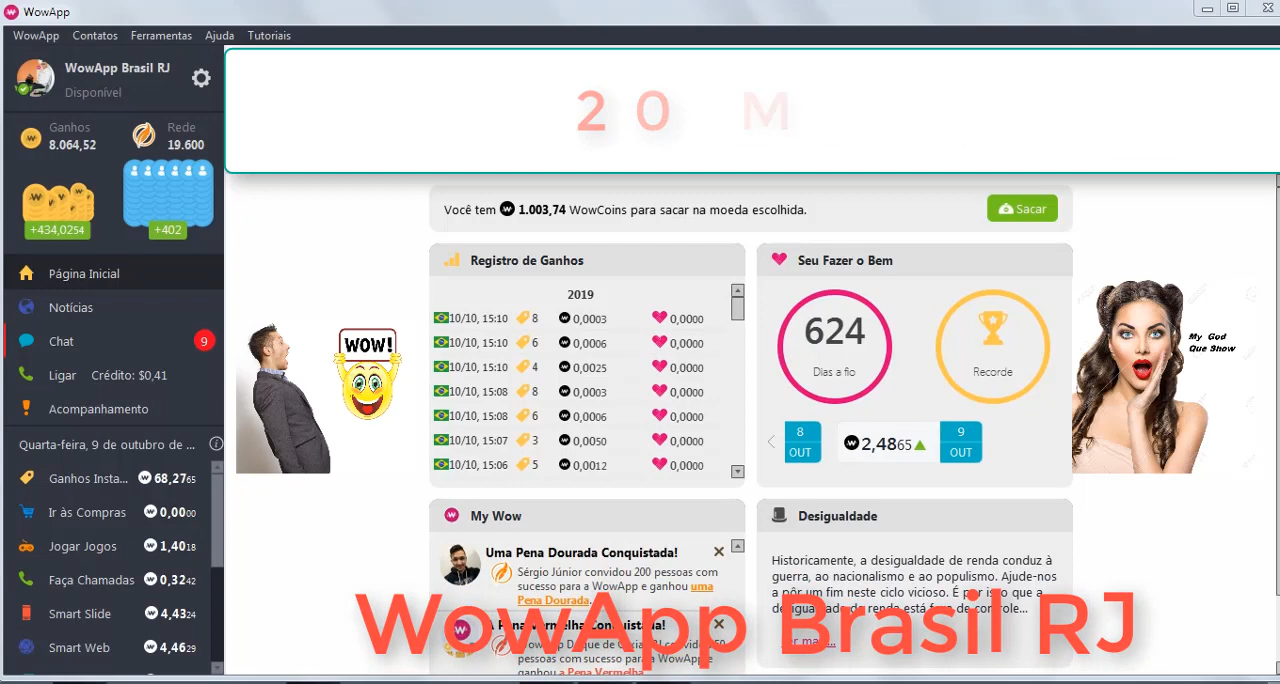 WowApp
WowApp Contatos Ferramentas Ajuda Tutoriais
WowApp Brasil RJ
Disponível
Ganhos
8.064,52
Rede
19.600
+434,0254
+402
Página Inicial
Notícias
Chat 9
Ligar Crédito: $0,41
Acompanhamento
Quarta-feira, 9 de outubro de ...
Ganhos Insta... 68,2765
Ir às Compras 0,0000
Jogar Jogos 1,4018
Faça Chamadas 0,3242
Smart Slide 4,4324
Smart Web 4,4629
20 M
Você tem 1.003,74 WowCoins para sacar na moeda escolhida.
Sacar
Registro de Ganhos
2019
10/10, 15:10 8 0,0003 0,0000
10/10, 15:10 6 0,0006 0,0000
10/10, 15:10 4 0,0025 0,0000
10/10, 15:08 8 0,0003 0,0000
10/10, 15:08 6 0,0006 0,0000
10/10, 15:07 3 0,0050 0,0000
10/10, 15:06 5 0,0012 0,0000
Seu Fazer o Bem
624
Dias a fio
Recorde
8
OUT
2,4865
9
OUT
WOW!
My God
Que Show
My Wow
Uma Pena Dourada Conquistada!
Sérgio Júnior convidou 200 pessoas com
sucesso para a WowApp e ganhou uma
Pena Dourada.
pessoas com sucesso para a WowApp e
ganhou a Pena Vermelha
Desigualdade
Historicamente, a desigualdade de renda conduz à
guerra, ao nacionalismo e ao populismo. Ajude-nos
a pôr um fim neste ciclo vicioso. É por isso que a
desigualdade de renda está fora de controle...
WowApp Brasil RJ